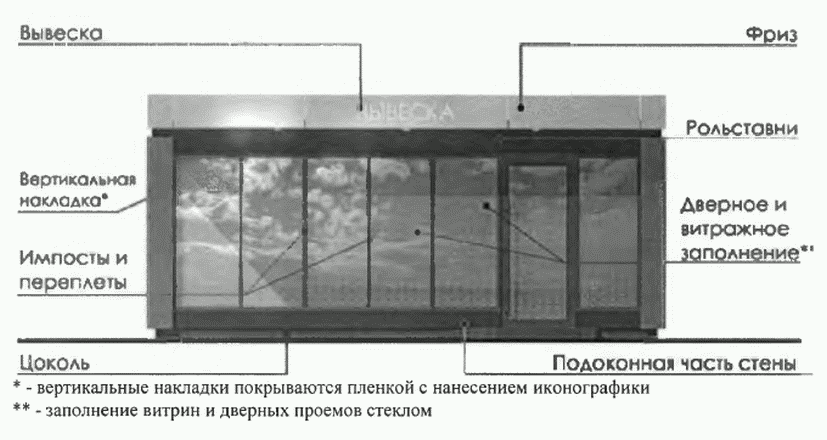 Вывеска
Фриз
ВЫВЕСКА
Рольставни
Вертикальная
накладка*
Дверное и
витражное
заполнение**
Импосты и
переплеты
Цоколь
Подоконная часть стены
* - вертикальные накладки покрываются пленкой с нанесением иконографики
** - заполнение витрин и дверных проемов стеклом